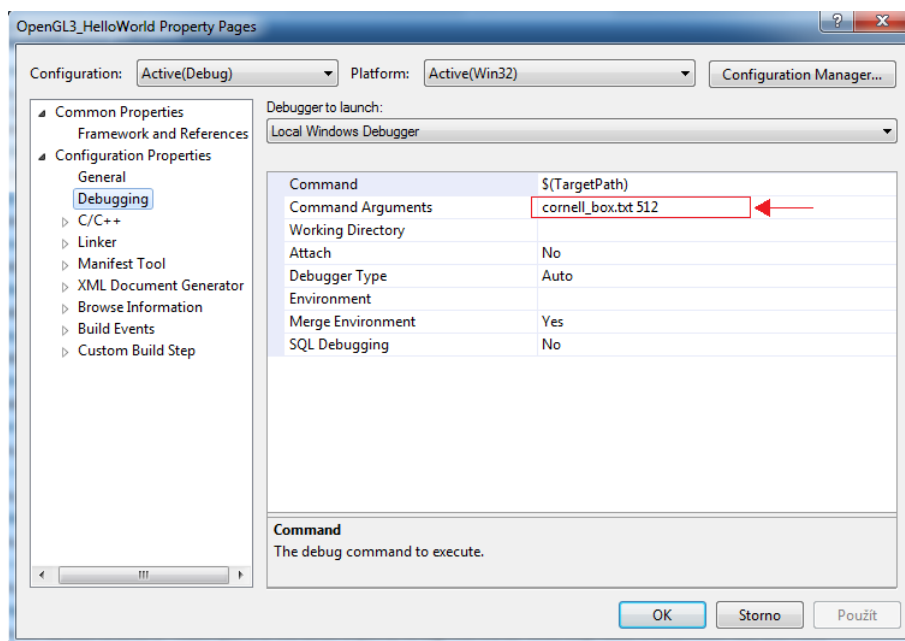 OpenGL3_HelloWorld Property Pages
Configuration: Active(Debug) Platform: Active(Win32) Configuration Manager...
Common Properties
Framework and References
Configuration Properties
General
Debugging
C/C++
Linker
Manifest Tool
XML Document Generator
Browse Information
Build Events
Custom Build Step
Debugger to launch:
Local Windows Debugger
Command $(TargetPath)
Command Arguments cornell_box.txt 512
Working Directory
Attach No
Debugger Type Auto
Environment
Merge Environment Yes
SQL Debugging No
Command
The debug command to execute.
OK Storno Použít